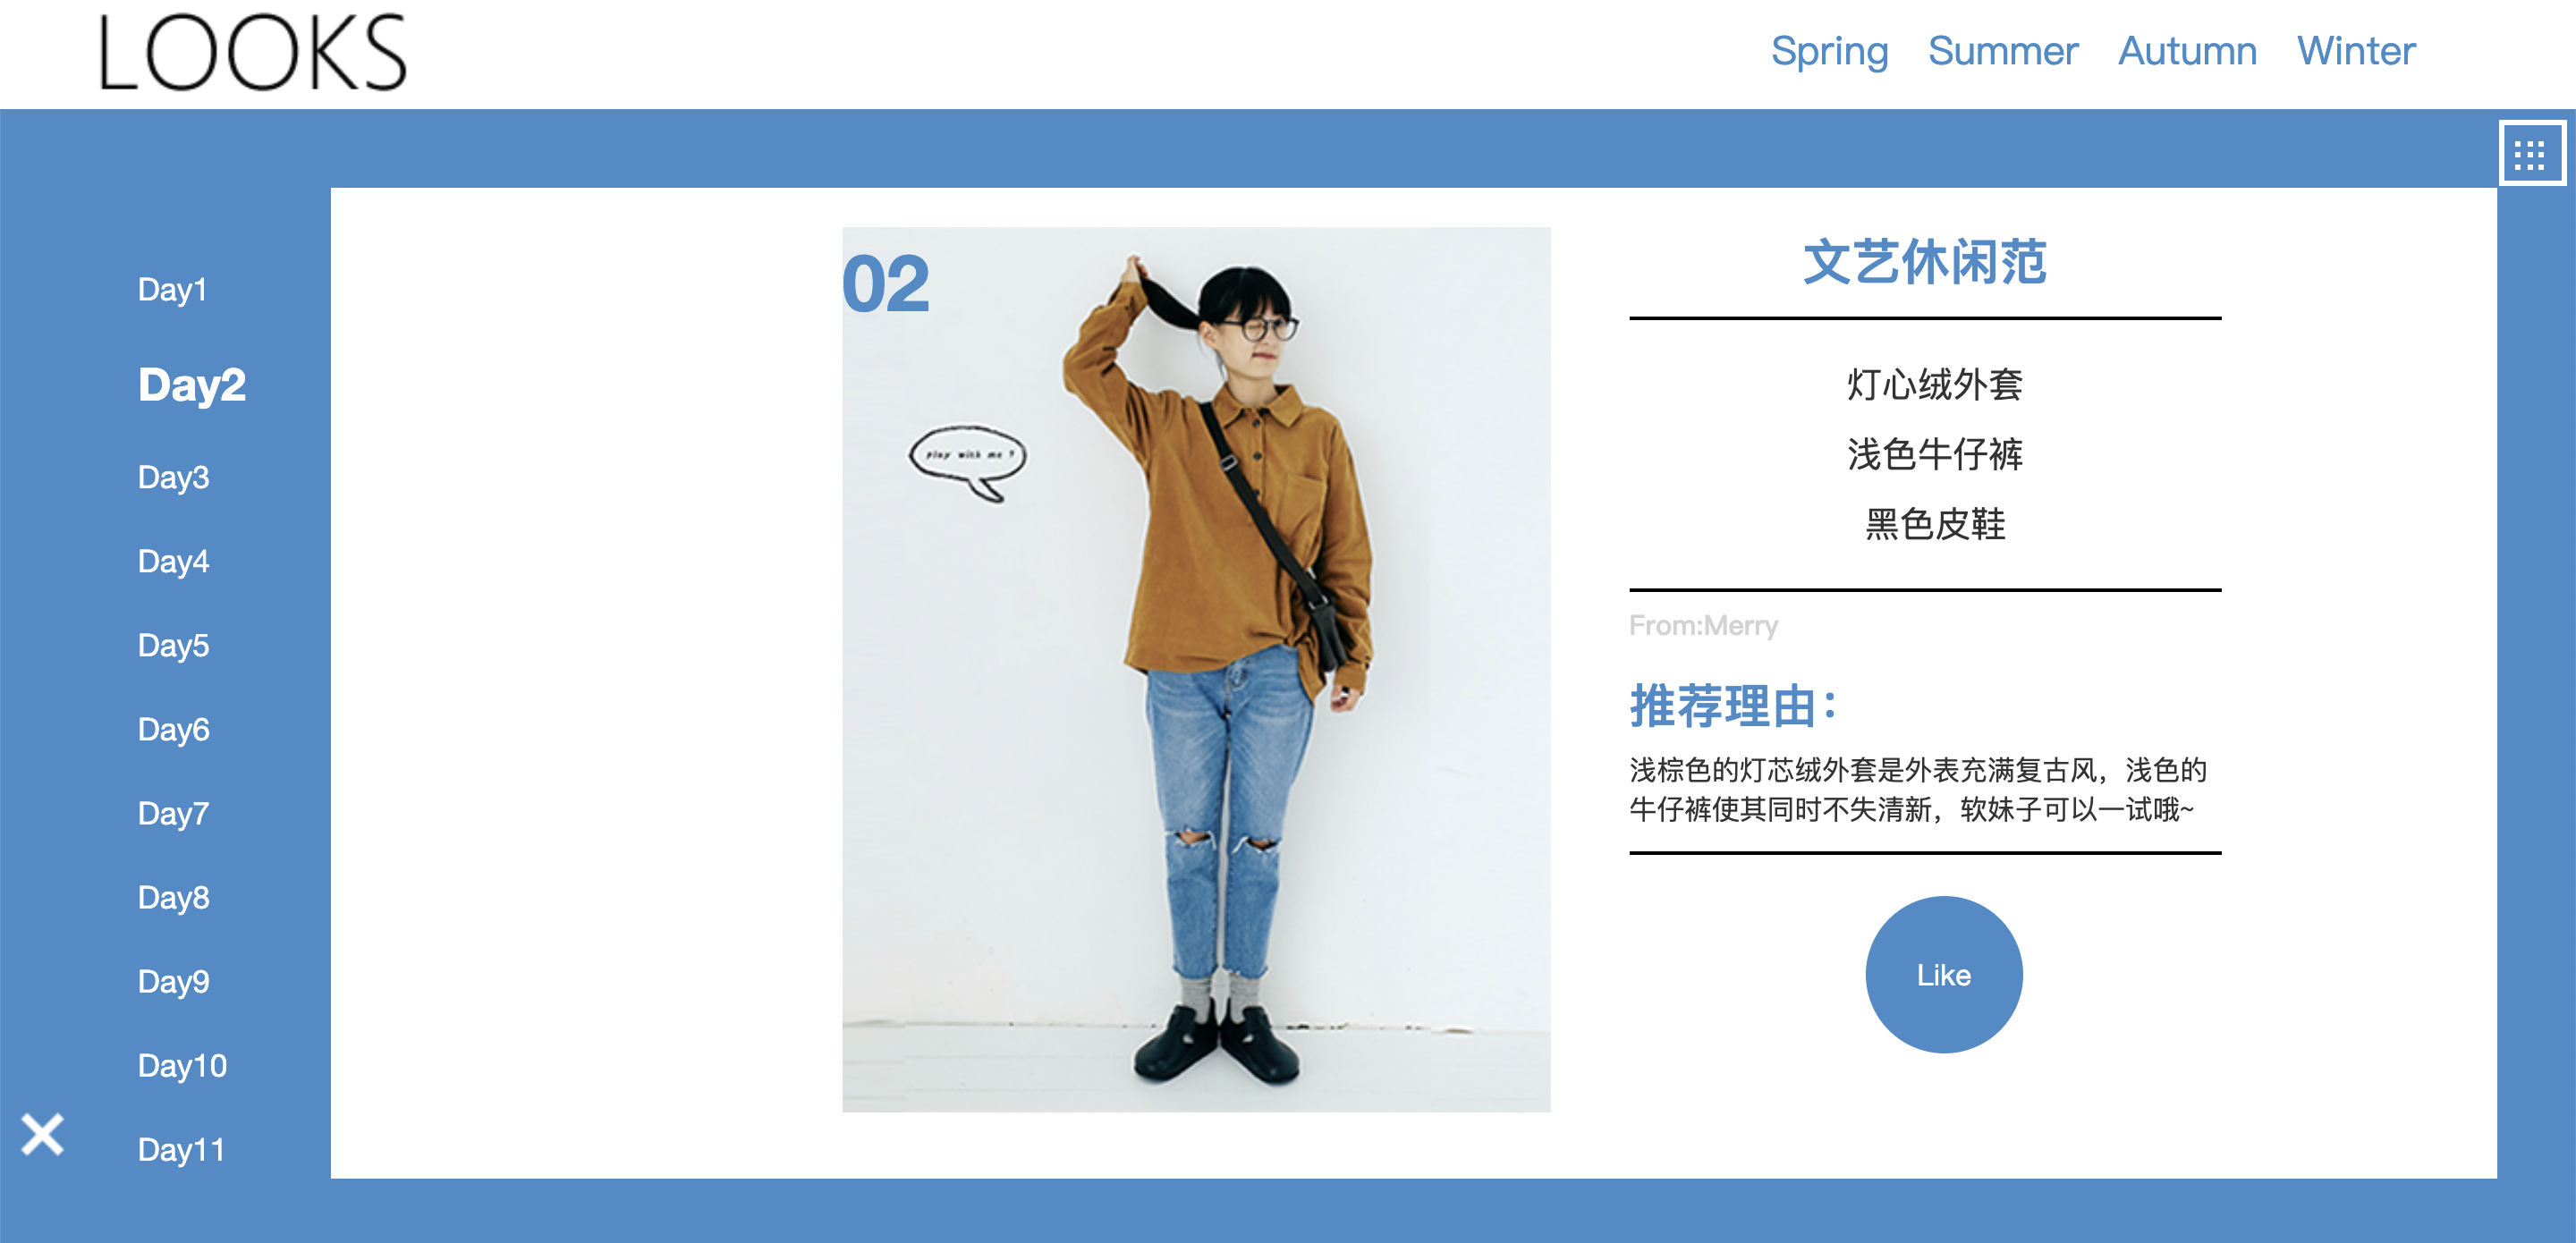 LOOKS
Spring Summer Autumn Winter
Day1
Day2
Day3
Day4
Day5
Day6
Day7
Day8
Day9
Day10
Day11
02
play with me ?
文艺休闲范
灯心绒外套
浅色牛仔裤
黑色皮鞋
From:Merry
推荐理由：
浅棕色的灯芯绒外套是外表充满复古风，浅色的
牛仔裤使其同时不失清新，软妹子可以一试哦~
Like